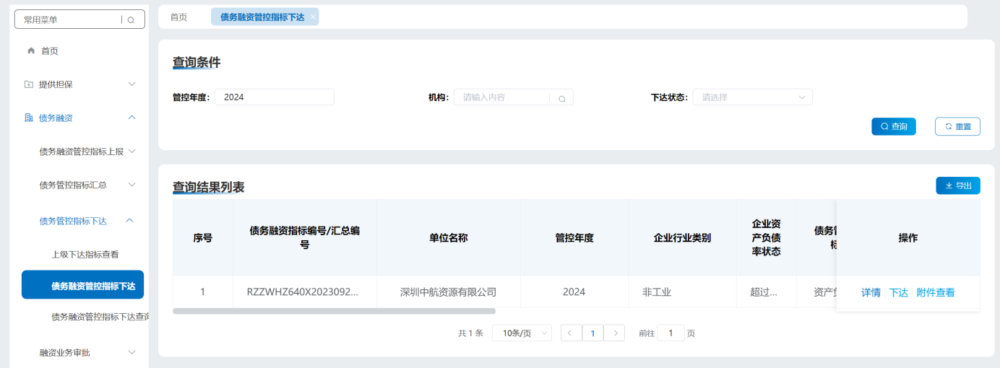 常用菜单
首页
提供担保
债务融资
债务融资管控指标上报
债务管控指标汇总
债务管控指标下达
上级下达指标查看
债务融资管控指标下达
债务融资管控指标下达查询
融资业务审批
首页 债务融资管控指标下达 ×
查询条件
管控年度: 2024 机构: 请输入内容 下达状态: 请选择
查询 重置
查询结果列表 导出
序号 债务融资指标编号/汇总编号 单位名称 管控年度 企业行业类别 企业资产负债率状态 操作
1 RZZWHZ640X2023092... 深圳中航资源有限公司 2024 非工业 超过... 资产 详情 下达 附件查看
共 1 条 10条/页 1 前往 1 页